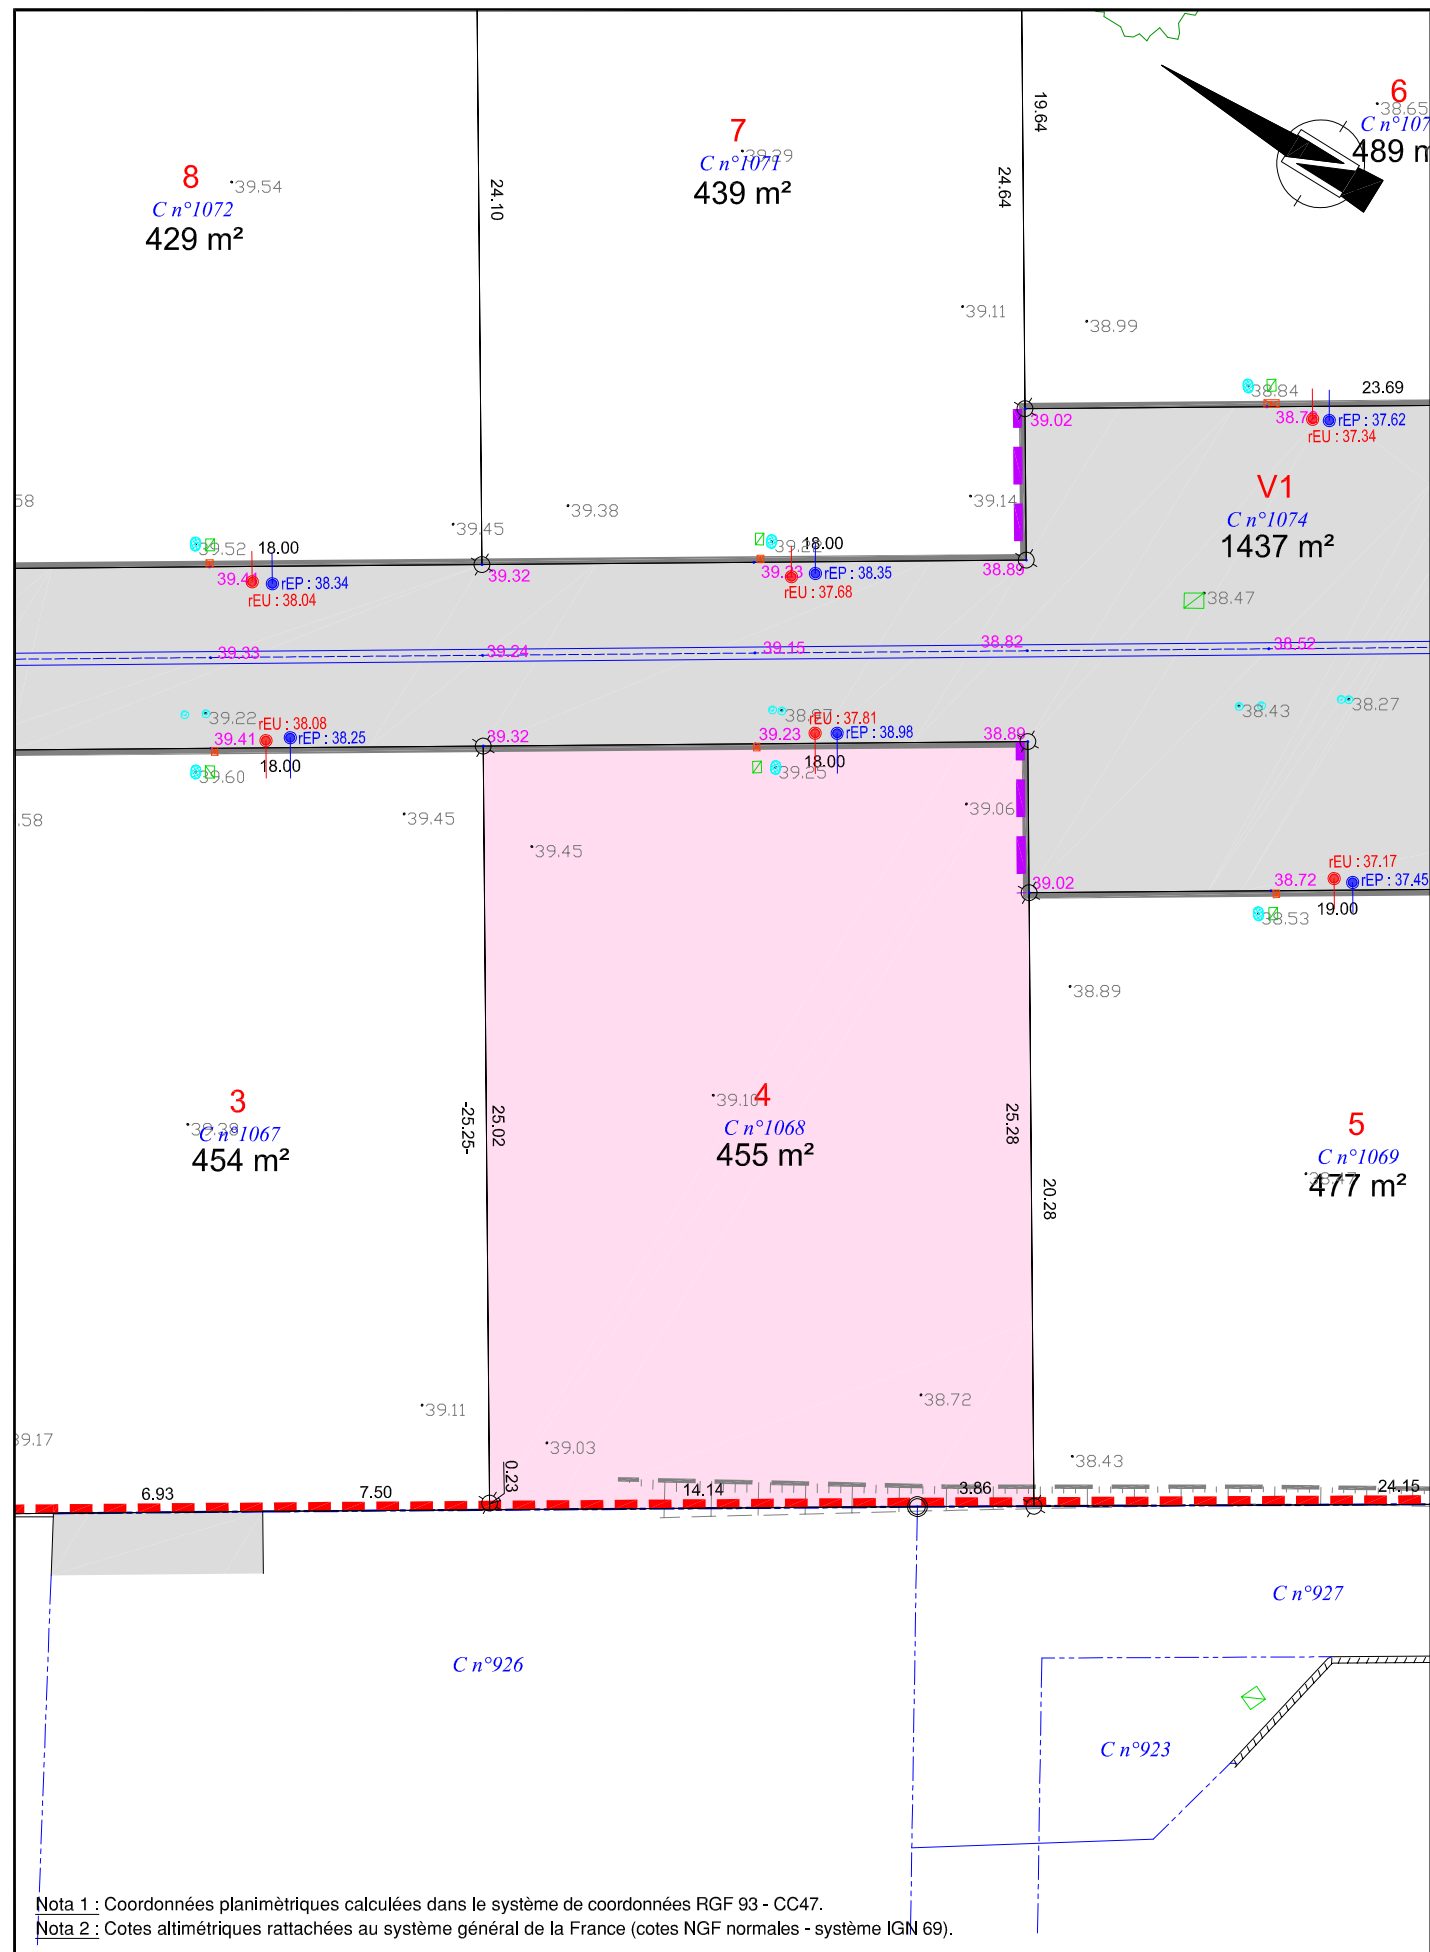 19.64
6
38.65
C n°107
489 m
7
39.29
C n°1071
439 m²
8
39.54
C n°1072
429 m²
24.10
24.64
39.11
38.99
38.84
23.69
39.02
rEP : 37.62
rEU : 37.34
V1
C n°1074
1437 m²
58
39.45
39.38
39.14
39.52
18.00
rEP : 38.34
rEU : 38.04
39.32
18.00
39.23
rEP : 38.35
rEU : 37.68
38.89
38.47
39.33
39.24
39.15
38.82
38.52
39.22
rEU : 38.08
39.41
rEP : 38.25
18.00
39.60
39.32
rEU : 37.81
39.23
rEP : 38.98
18.00
39.25
38.89
38.43
38.27
.58
39.45
39.45
39.06
39.02
rEU : 37.17
38.72
rEP : 37.45
19.00
38.53
38.89
3
C n°1067
454 m²
-25.25-
25.02
39.10
4
C n°1068
455 m²
25.28
20.28
5
C n°1069
38.47
477 m²
39.11
38.72
39.17
39.03
38.43
6.93
7.50
0.23
14.14
3.86
24.15
C n°927
C n°926
C n°923
Nota 1 : Coordonnées planimètriques calculées dans le système de coordonnées RGF 93 - CC47.
Nota 2 : Cotes altimétriques rattachées au système général de la France (cotes NGF normales - système IGN 69).